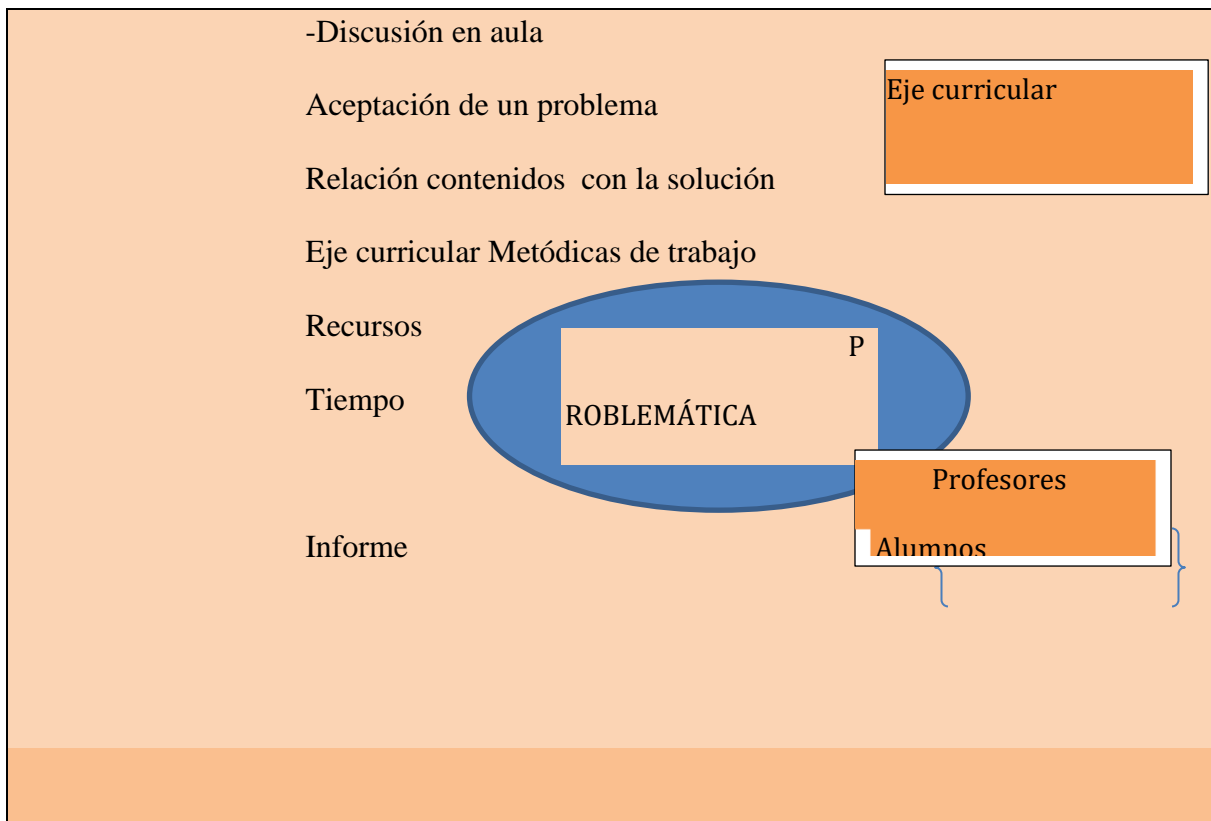 -Discusión en aula
Eje curricular
Aceptación de un problema
Relación contenidos  con la solución
Eje curricular Metódicas de trabajo
Recursos
P
Tiempo
ROBLEMÁTICA
Profesores
Informe
Alumnos